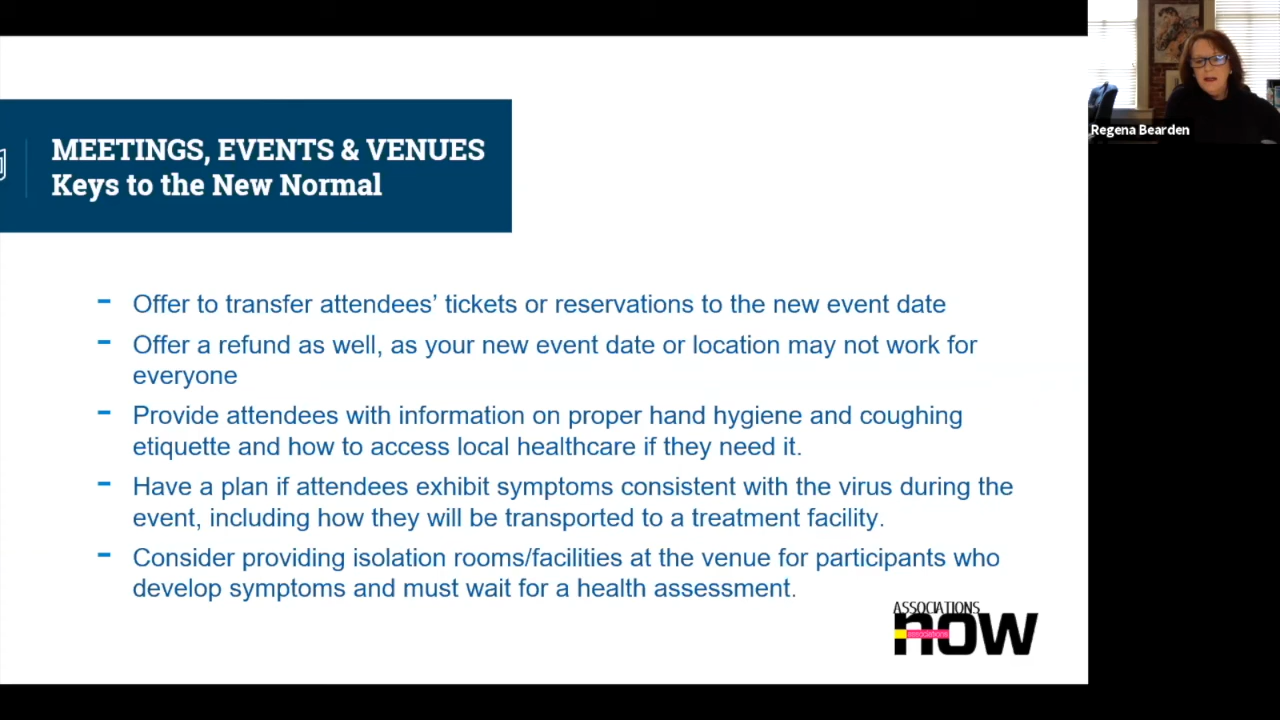 MEETINGS, EVENTS & VENUES
Keys to the New Normal
- Offer to transfer attendees’ tickets or reservations to the new event date
- Offer a refund as well, as your new event date or location may not work for
everyone
- Provide attendees with information on proper hand hygiene and coughing
etiquette and how to access local healthcare if they need it.
- Have a plan if attendees exhibit symptoms consistent with the virus during the
event, including how they will be transported to a treatment facility.
- Consider providing isolation rooms/facilities at the venue for participants who
develop symptoms and must wait for a health assessment.
ASSOCIATIONS
now
associations
Regena Bearden